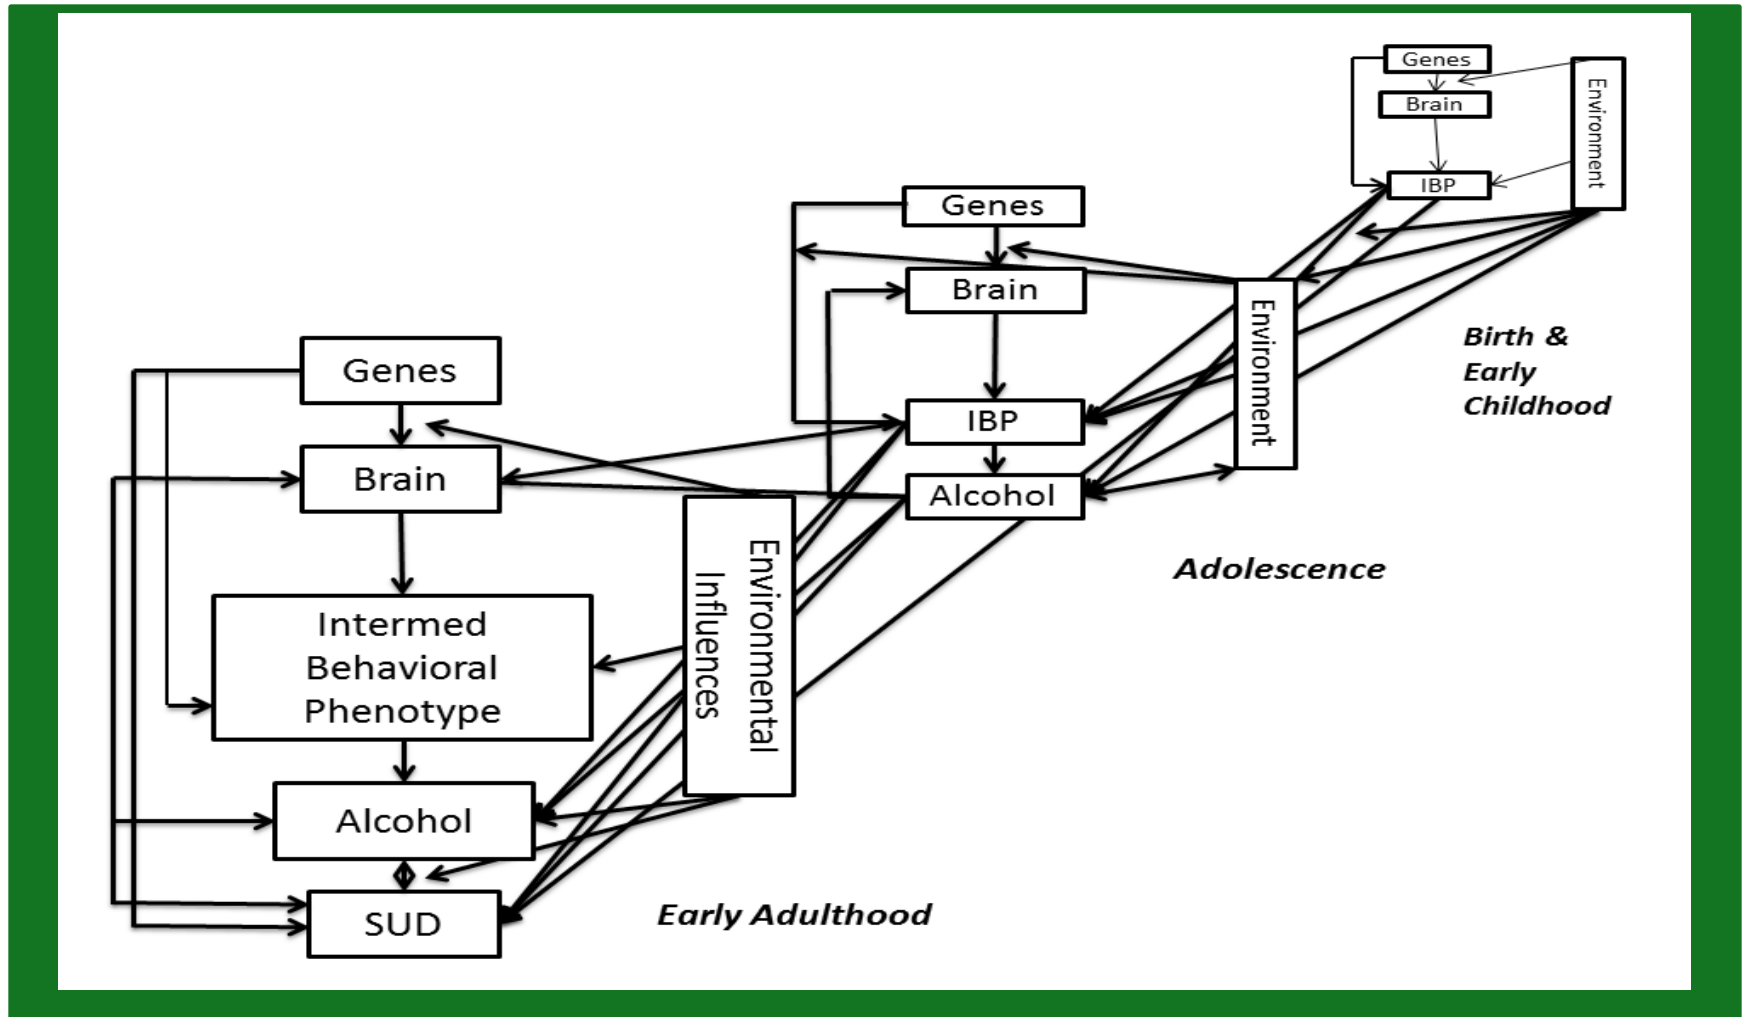 Genes
Brain
IBP
Environment
Birth &
Early
Childhood
Genes
Brain
IBP
Alcohol
Environment
Adolescence
Genes
Brain
Intermed
Behavioral
Phenotype
Alcohol
SUD
Environmental
Influences
Early Adulthood